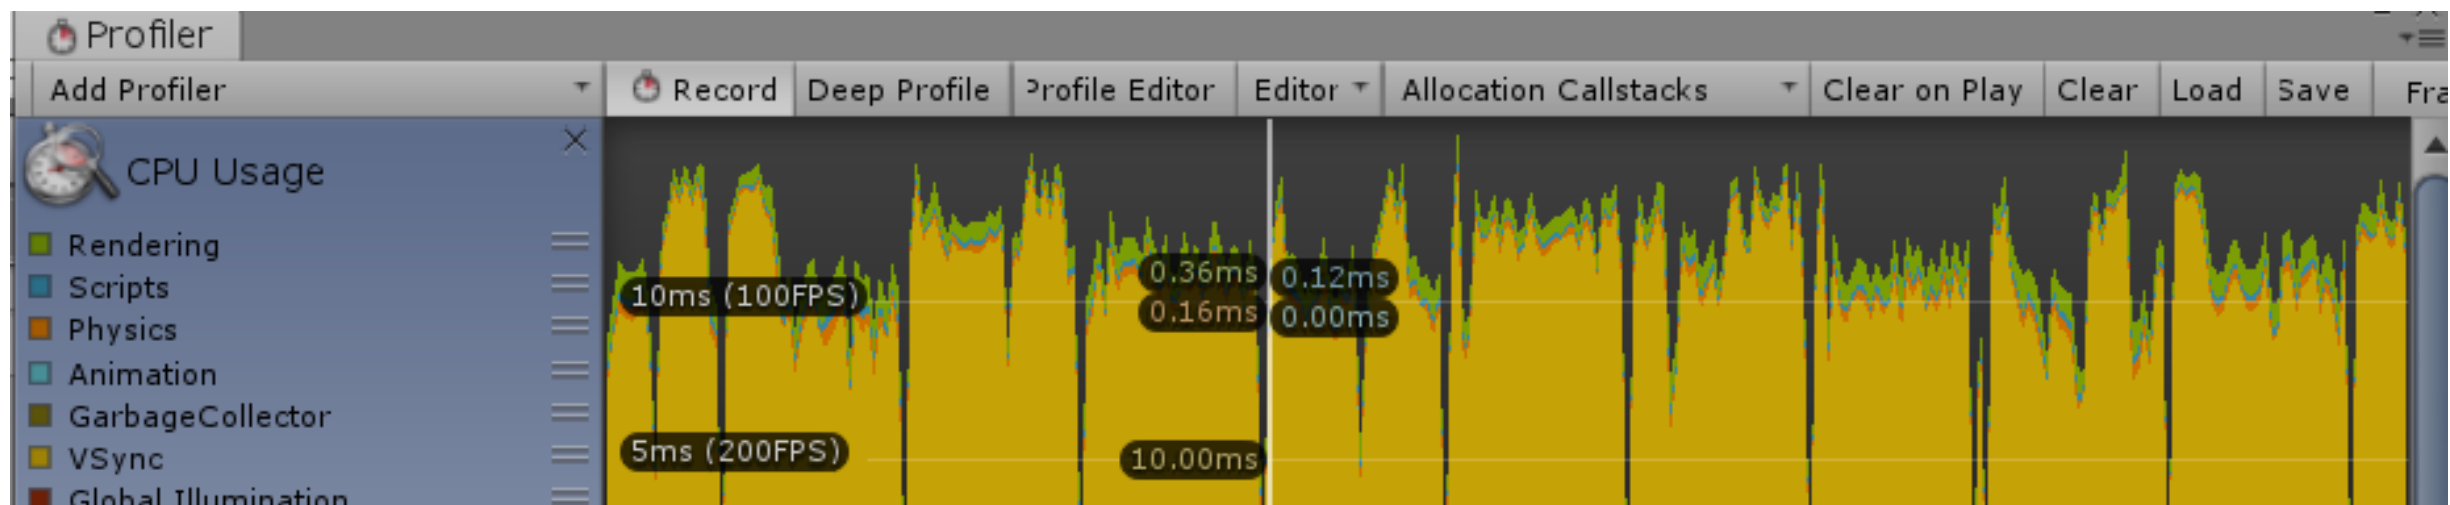 Profiler
Add Profiler
Record Deep Profile Profile Editor Editor Allocation Callstacks Clear on Play Clear Load Save Fra
CPU Usage
Rendering
Scripts
Physics
Animation
GarbageCollector
VSync
Global Illumination
0.36ms 0.12ms
10ms (100FPS)
0.16ms 0.00ms
5ms (200FPS)
10.00ms